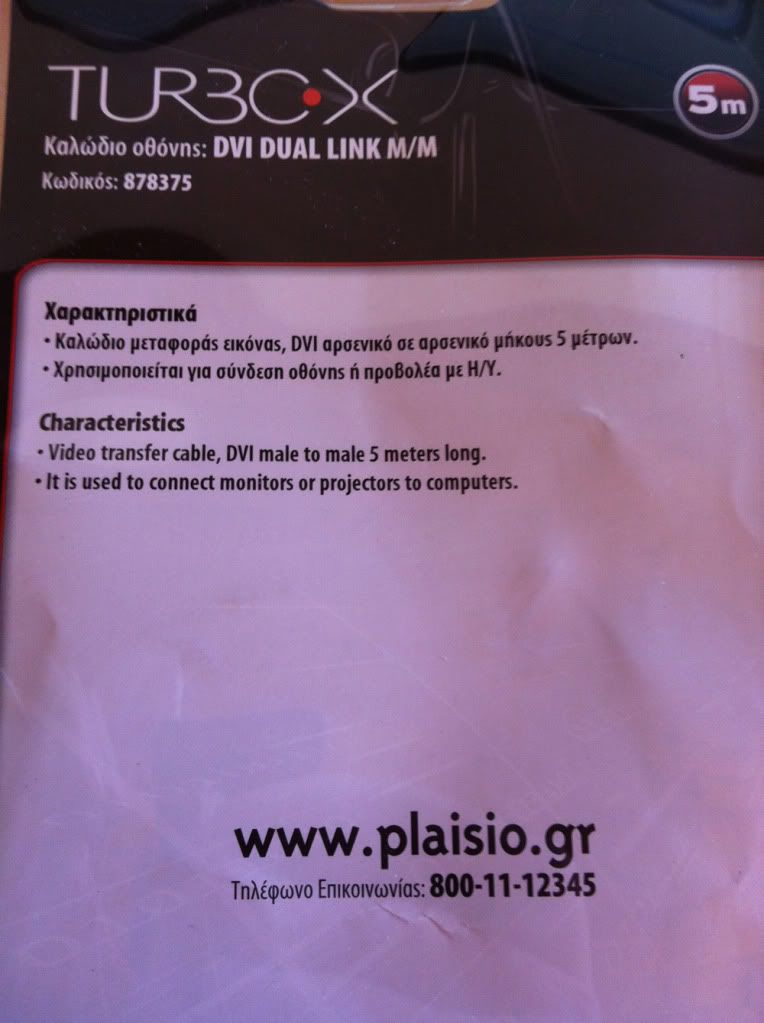 TURBO•X
5m
Καλώδιο οθόνης: DVI DUAL LINK M/M
Κωδικός: 878375
Χαρακτηριστικά
• Καλώδιο μεταφοράς εικόνας, DVI αρσενικό σε αρσενικό μήκους 5 μέτρων.
• Χρησιμοποιείται για σύνδεση οθόνης ή προβολέα με Η/Υ.
Characteristics
• Video transfer cable, DVI male to male 5 meters long.
• It is used to connect monitors or projectors to computers.
www.plaisio.gr
Τηλέφωνο Επικοινωνίας: 800-11-12345